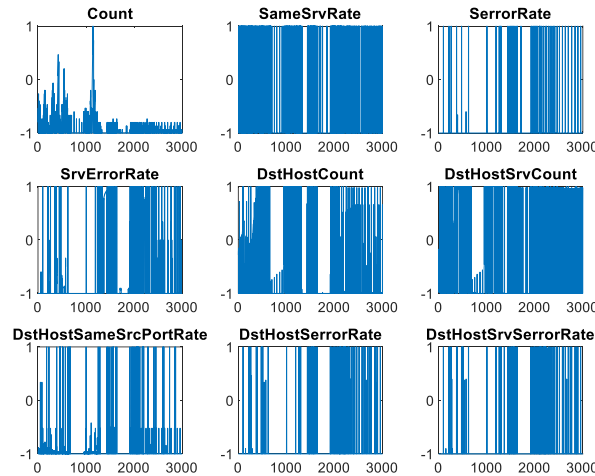 Count SameSrvRate SerrorRate
1 1 1
0 0 0
-1 -1 -1
0 1000 2000 3000 0 1000 2000 3000 0 1000 2000 3000
SrvErrorRate DstHostCount DstHostSrvCount
1 1 1
0 0 0
-1 -1 -1
0 1000 2000 3000 0 1000 2000 3000 0 1000 2000 3000
DstHostSameSrcPortRate DstHostSerrorRate DstHostSrvSerrorRate
1 1 1
0 0 0
-1 -1 -1
0 1000 2000 3000 0 1000 2000 3000 0 1000 2000 3000